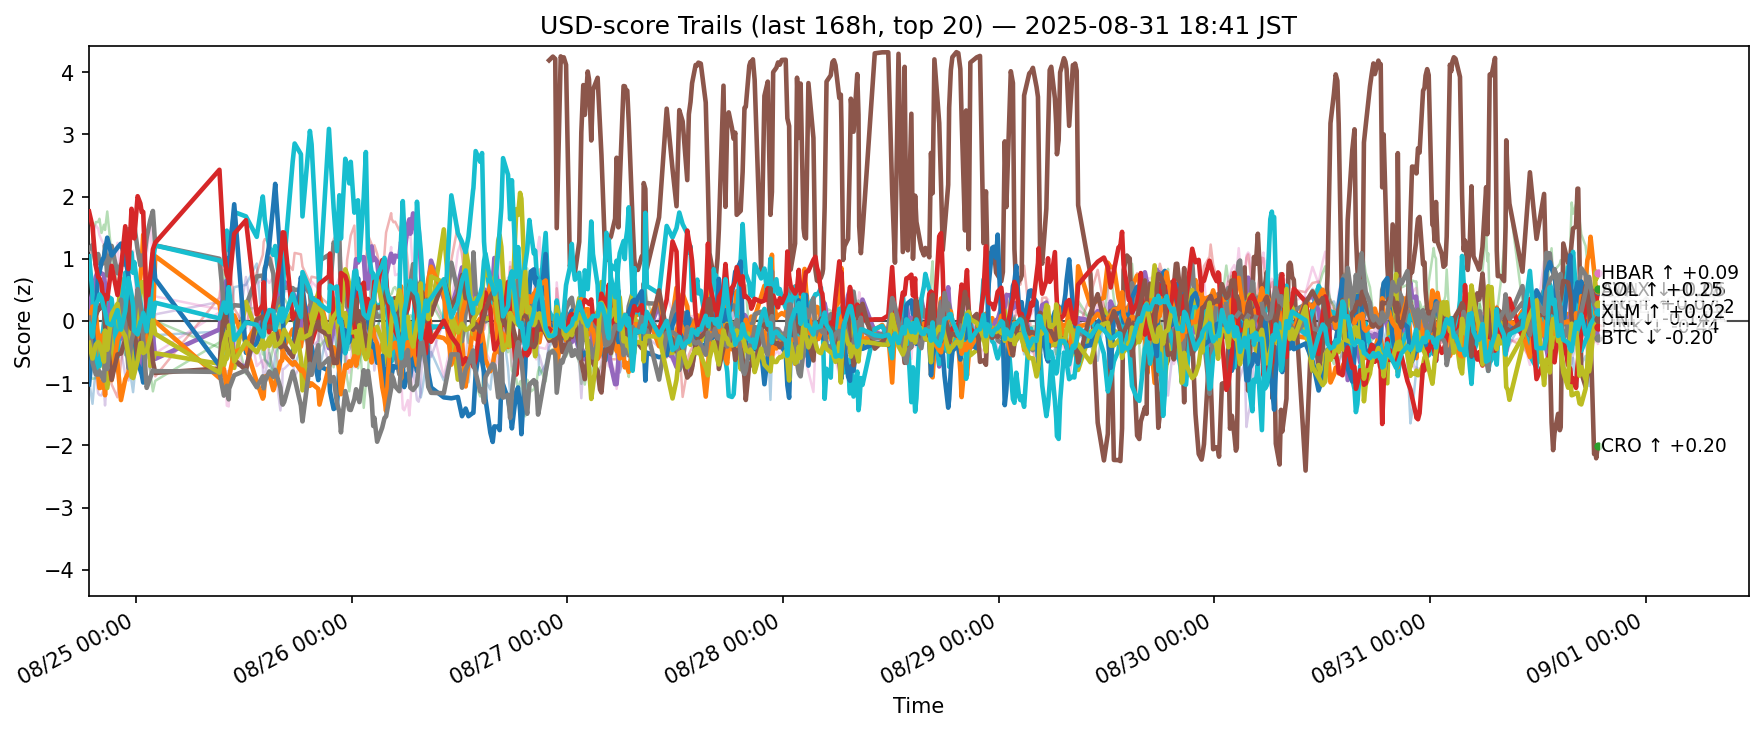 USD-score Trails (last 168h, top 20) — 2025-08-31 18:41 JST
Score (z)
4
3
2
1
0
−1
−2
−3
−4
HBAR ↑ +0.09
SOL ↑ +0.25
XLM ↑ +0.02
BTC ↓ -0.20
CRO ↑ +0.20
08/25 00:00
08/26 00:00
08/27 00:00
08/28 00:00
08/29 00:00
08/30 00:00
08/31 00:00
09/01 00:00
Time